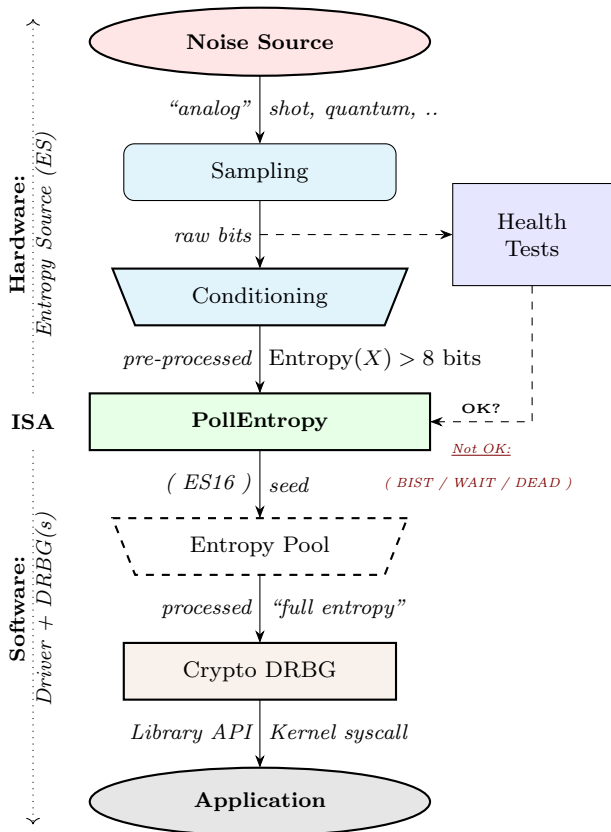 Noise Source
“analog” shot, quantum, ..
Sampling
raw bits
Health
Tests
Conditioning
pre-processed Entropy(X) > 8 bits
Hardware:
Entropy Source (ES)
ISA
PollEntropy
OK?
Not OK:
( ES16 ) seed
( BIST / WAIT / DEAD )
Entropy Pool
processed “full entropy”
Software:
Driver + DRBG(s)
Crypto DRBG
Library API Kernel syscall
Application